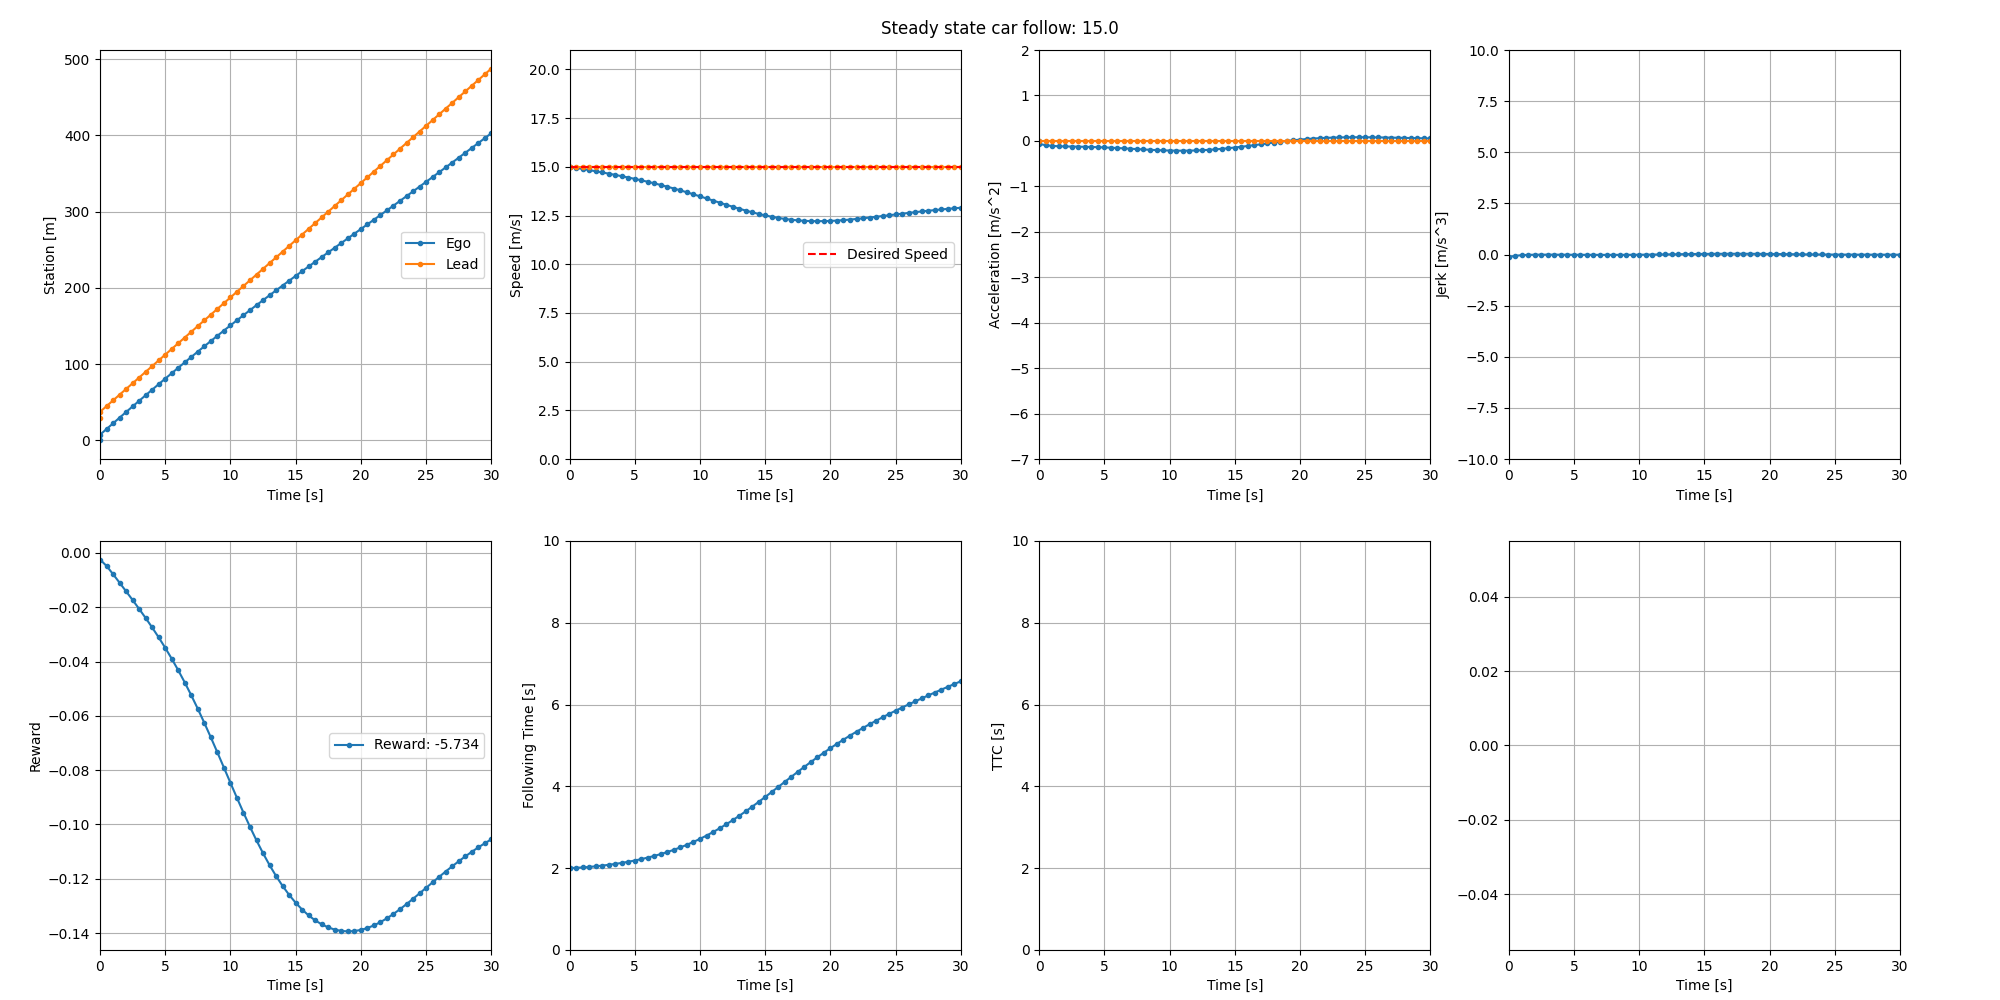 Steady state car follow: 15.0
Station [m]
500
400
300
200
100
0
Ego
Lead
0 5 10 15 20 25 30
Time [s]
Speed [m/s]
20.0
17.5
15.0
12.5
10.0
7.5
5.0
2.5
0.0
Desired Speed
0 5 10 15 20 25 30
Time [s]
Acceleration [m/s^2]
2
1
0
−1
−2
−3
−4
−5
−6
−7
0 5 10 15 20 25 30
Time [s]
Jerk [m/s^3]
10.0
7.5
5.0
2.5
0.0
−2.5
−5.0
−7.5
−10.0
0 5 10 15 20 25 30
Time [s]
Reward
0.00
−0.02
−0.04
−0.06
−0.08
−0.10
−0.12
−0.14
Reward: -5.734
0 5 10 15 20 25 30
Time [s]
Following Time [s]
10
8
6
4
2
0
0 5 10 15 20 25 30
Time [s]
TTC [s]
10
8
6
4
2
0
0 5 10 15 20 25 30
Time [s]
0.04
0.02
0.00
−0.02
−0.04
0 5 10 15 20 25 30
Time [s]